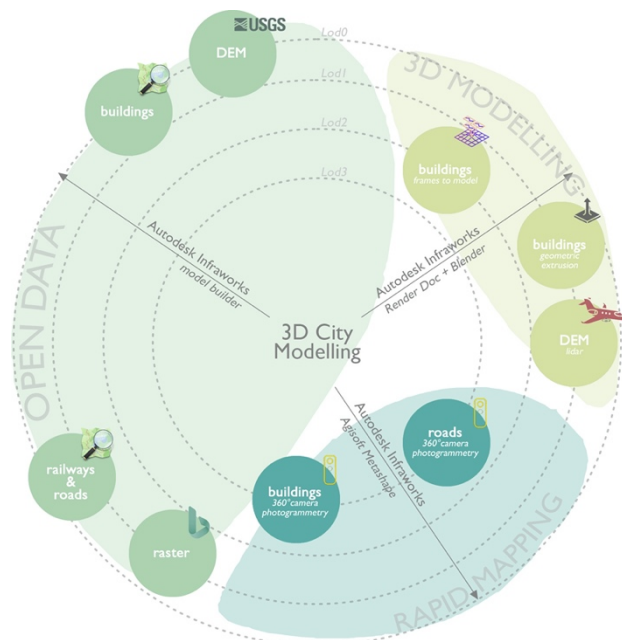 USGS
DEM
Lod0
Lod1
Lod2
Lod3
buildings
3D MODELLING
buildings
frames to model
buildings
geometric
extrusion
DEM
lidar
OPEN DATA
Autodesk Infraworks
model builder
Autodesk Infraworks
Render Doc + Blender
3D City
Modelling
Autodesk Infraworks
Agisoft Metashape
roads
360°camera
photogrammetry
buildings
360°camera
photogrammetry
railways
&
roads
raster
RAPID MAPPING